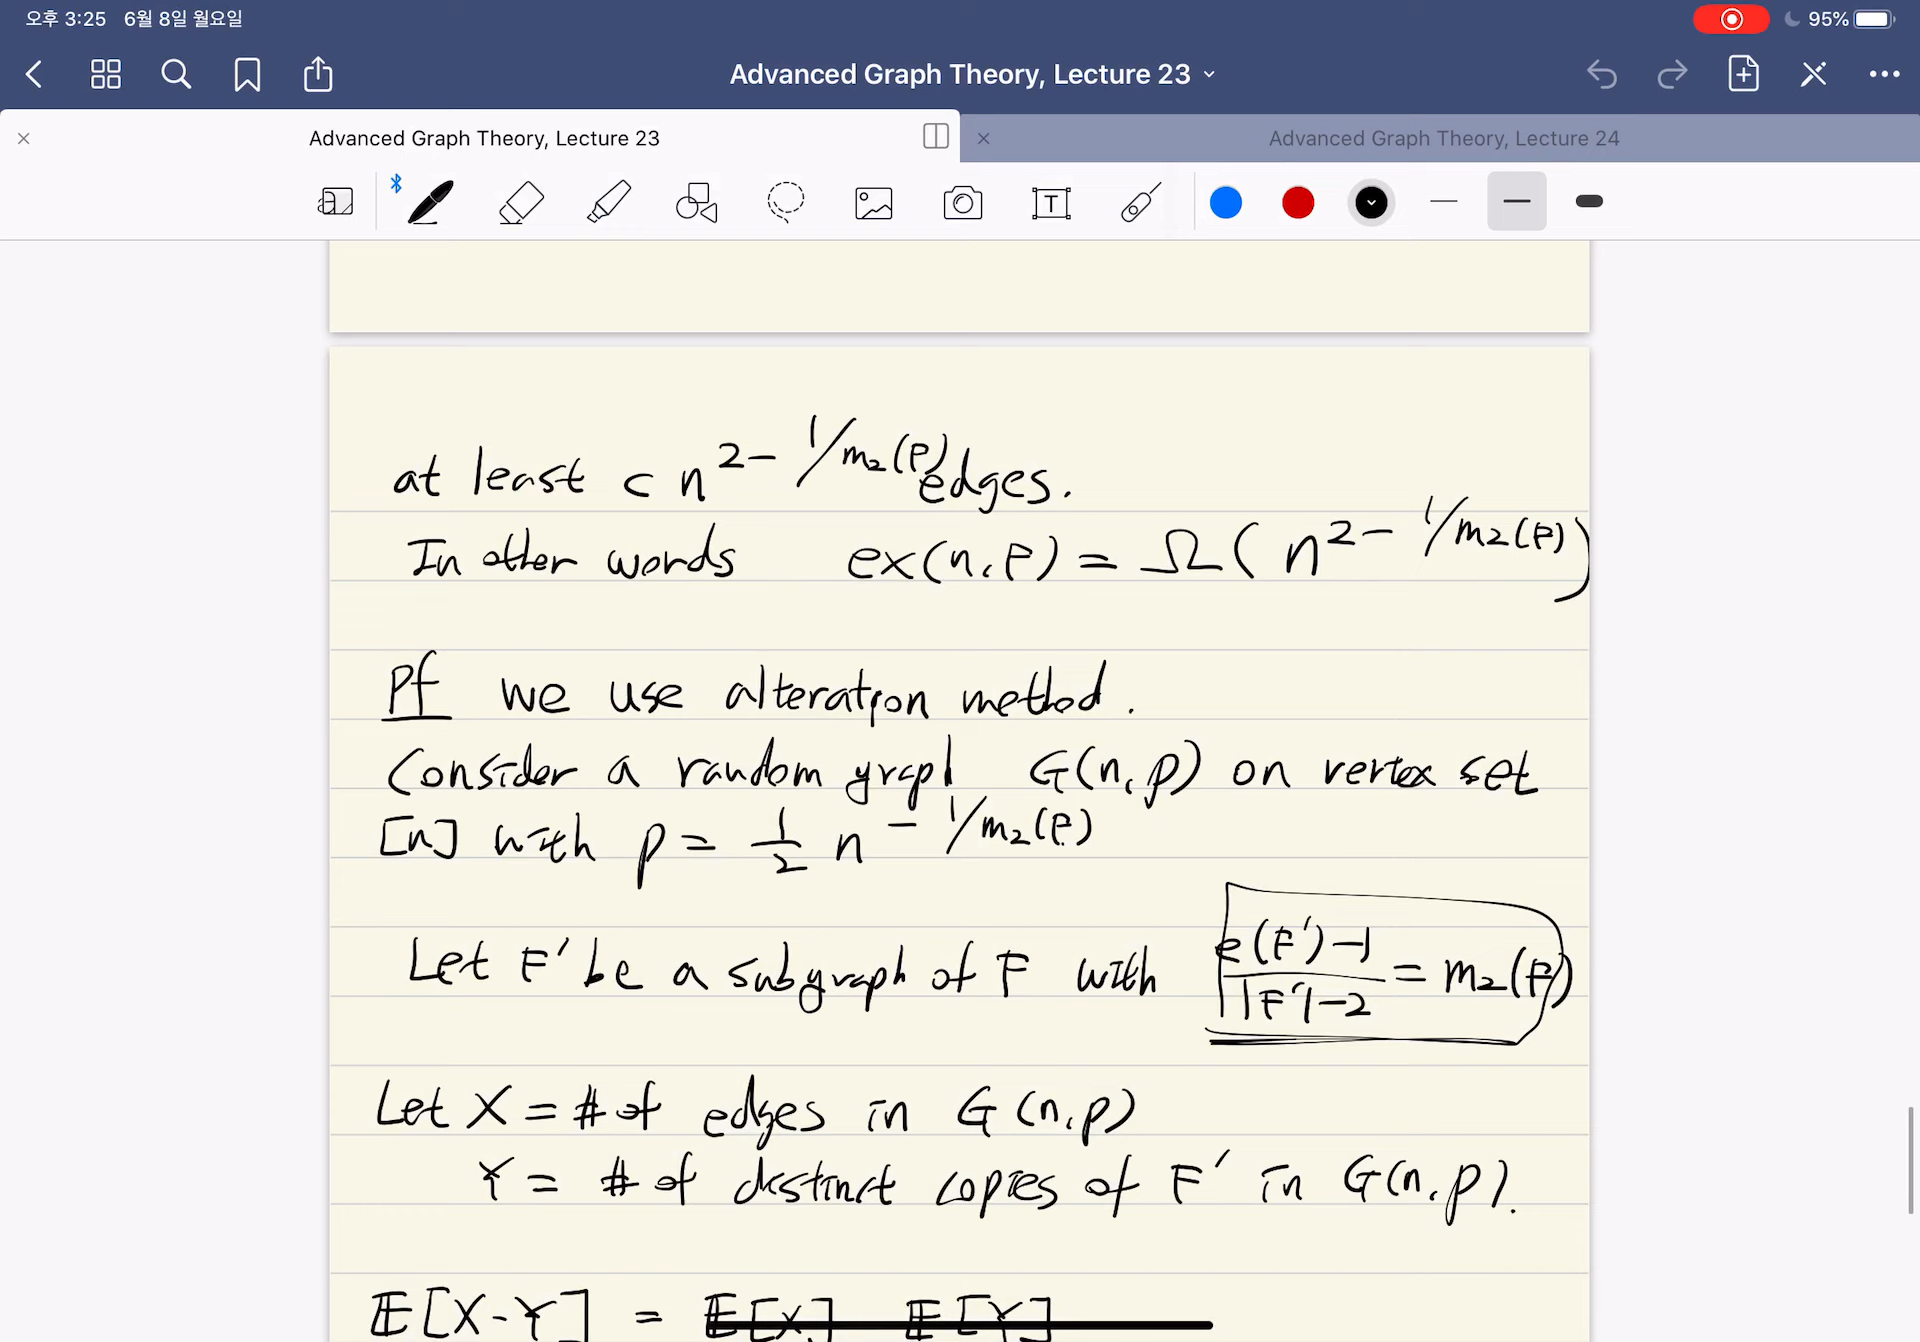 오후 3:25 6월 8일 월요일 95%
Advanced Graph Theory, Lecture 23
Advanced Graph Theory, Lecture 23 Advanced Graph Theory, Lecture 24
at least c n^{2 - 1/m₂(F)} edges.
In other words ex(n, F) = Ω( n^{2 - 1/m₂(F)} )
Pf we use alteration method.
Consider a random graph G(n, p) on vertex set
[n] with p = 1/2 n^{- 1/m₂(F)}
Let F' be a subgraph of F with (e(F')-1)/(|F'|-2) = m₂(F)
Let X = # of edges in G(n, p)
Y = # of distinct copies of F' in G(n, p).
E[X-Y] = E[X] E[Y]